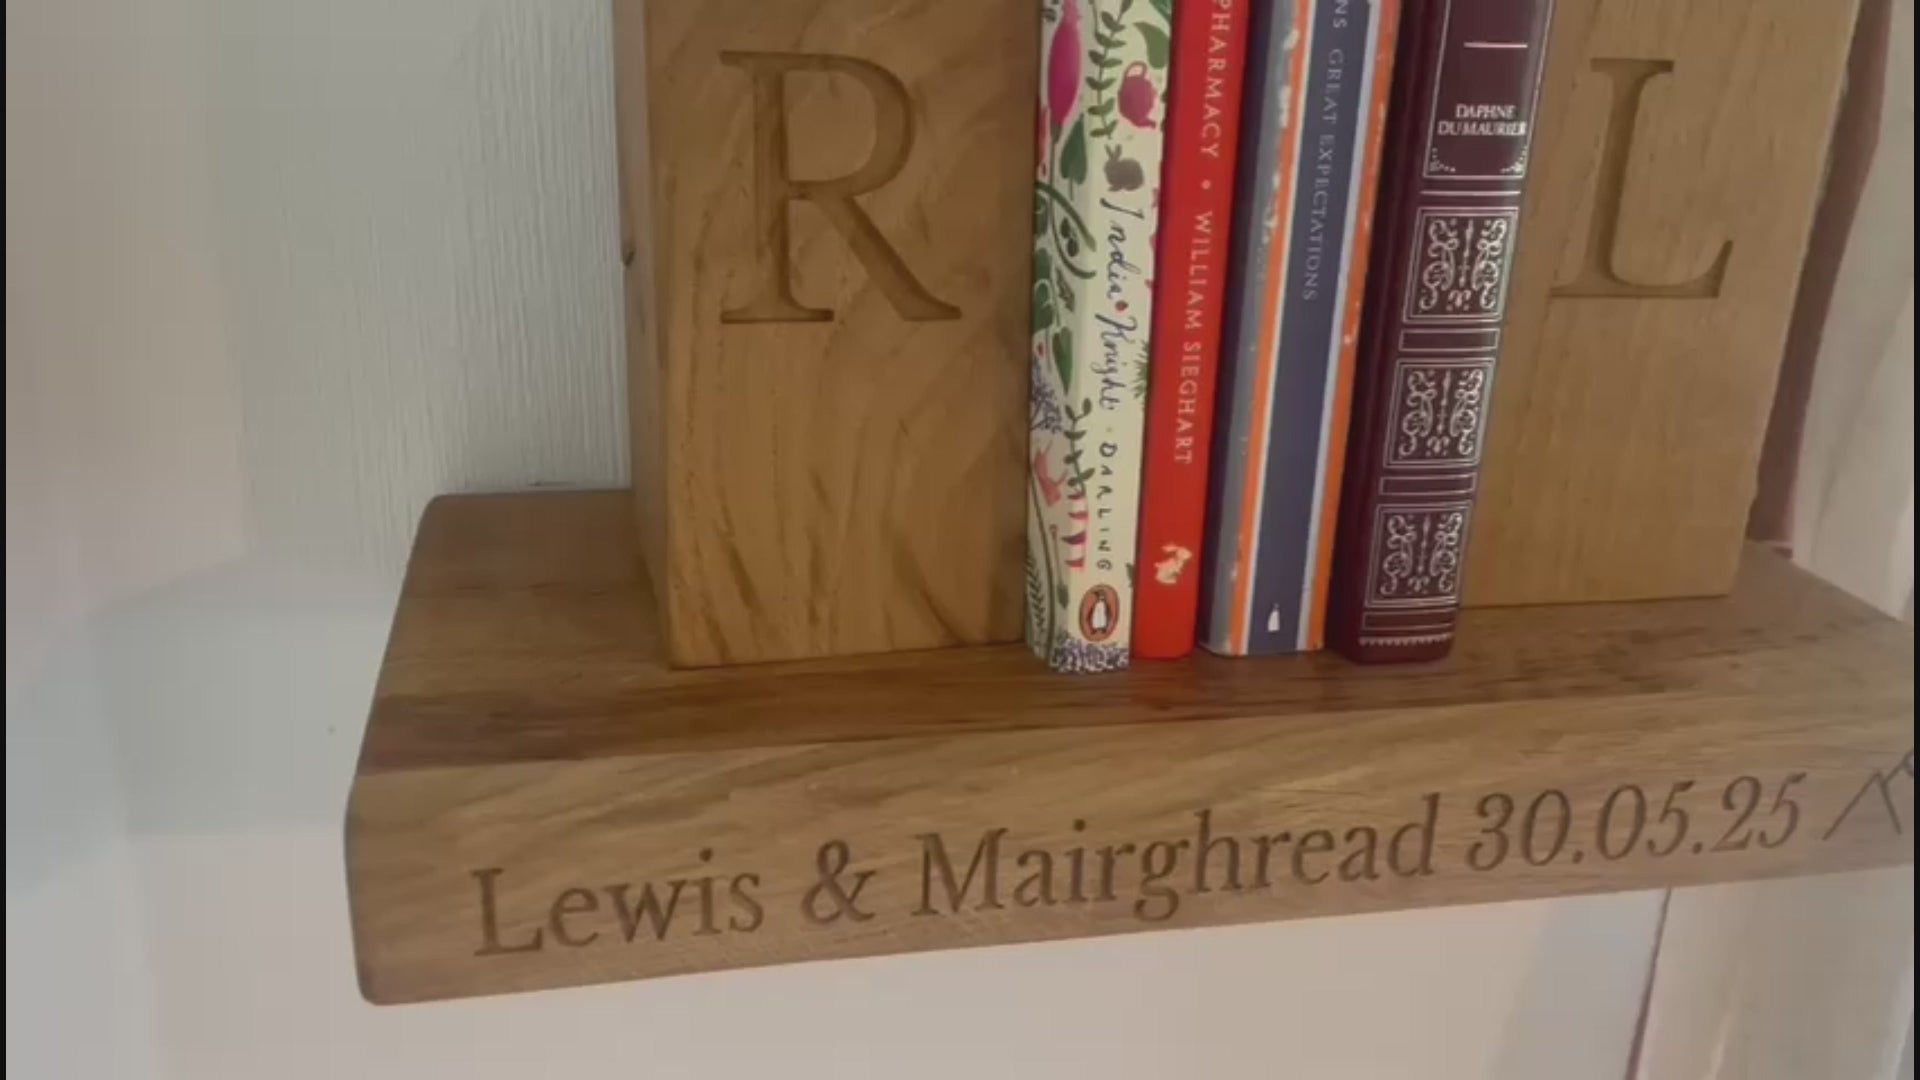 R
India Knight · DARLING
PHARMACY • WILLIAM SIEGHART
GREAT EXPECTATIONS
DAPHNE
DU MAURIER
L
Lewis & Mairghread 30.05.25